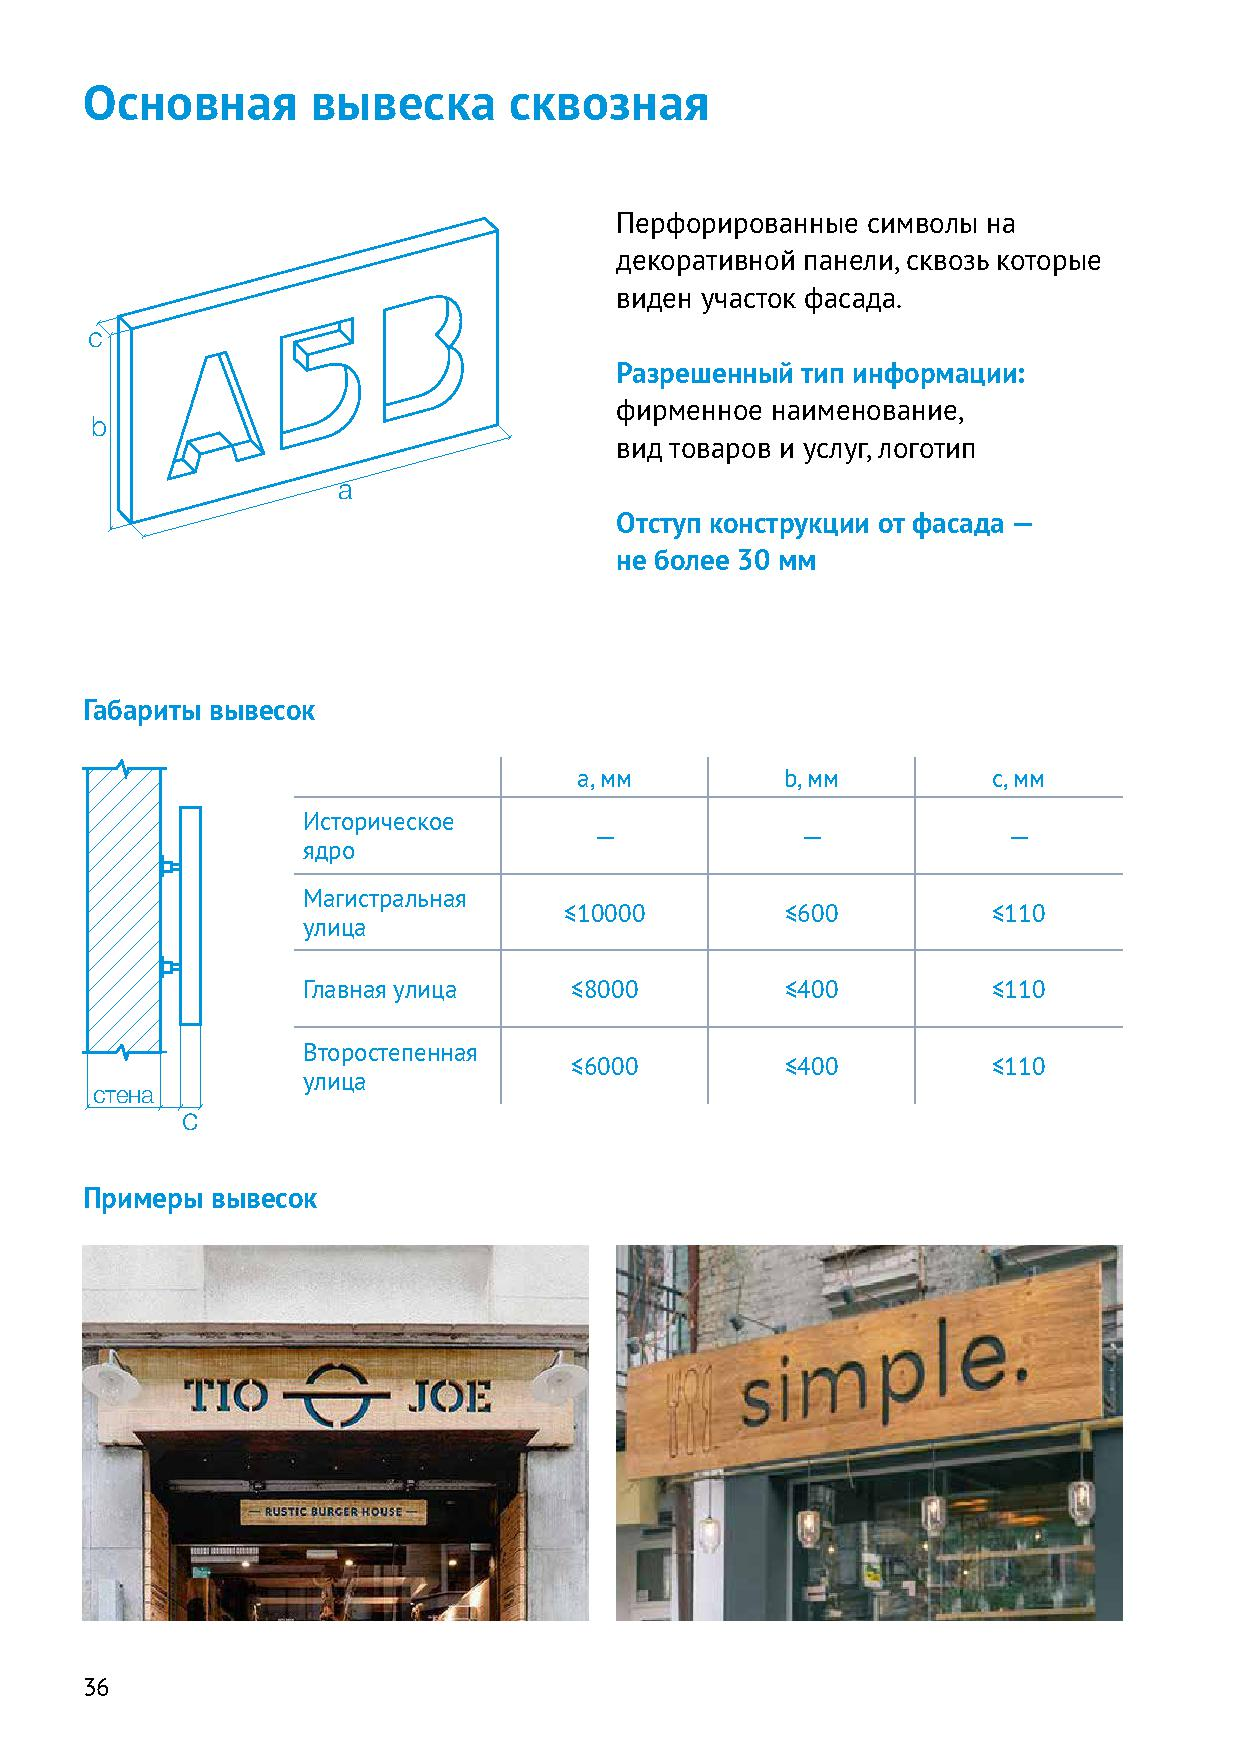 Основная вывеска сквозная
Перфорированные символы на
декоративной панели, сквозь которые
виден участок фасада.
Разрешенный тип информации:
фирменное наименование,
вид товаров и услуг, логотип
Отступ конструкции от фасада —
не более 30 мм
c
b
a
АБВ
Габариты вывесок
a, мм b, мм c, мм
Историческое
ядро
— — —
Магистральная
улица
≤10000 ≤600 ≤110
Главная улица ≤8000 ≤400 ≤110
Второстепенная
улица
≤6000 ≤400 ≤110
стена
C
Примеры вывесок
TIO JOE
— RUSTIC BURGER HOUSE —
simple.
36